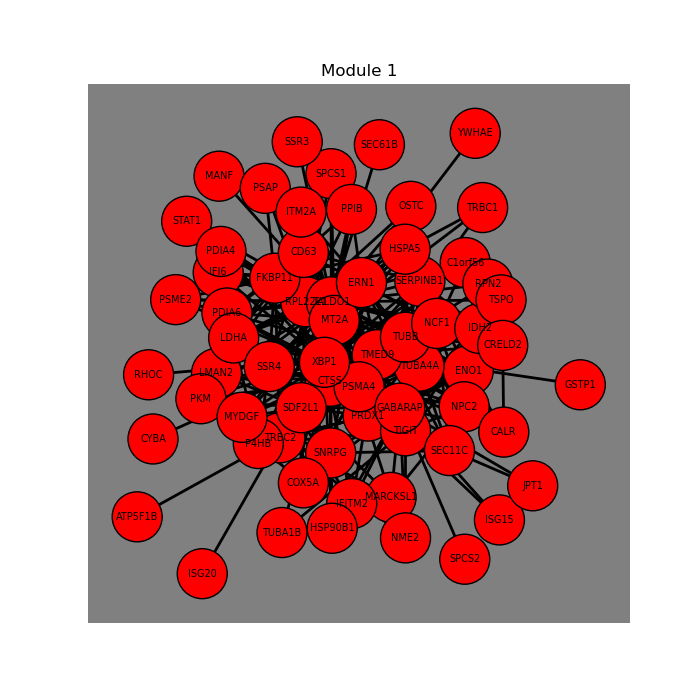 Module 1
YWHAE
SSR3
SEC61B
SPCS1
MANF
PSAP
OSTC
TRBC1
PPIB
ITM2A
STAT1
HSPA5
PDIA4
CD63
C1orf56
IFI6
FKBP11
ERN1
SERPINB1
RPN2
PSME2
TSPO
PDIA6
MT2A
NCF1
IDH2
LDHA
TUBB
CRELD2
TMED9
XBP1
SSR4
TUBA4A
ENO1
LMAN2
RHOC
CTSS
GSTP1
PSMA4
PKM
SDF2L1
GABARAP
NPC2
MYDGF
PRDX1
TIGIT
CALR
CYBA
TRBC2
P4HB
SEC11C
SNRPG
COX5A
JPT1
MARCKSL1
IFITM2
ATP5F1B
ISG15
HSP90B1
TUBA1B
NME2
SPCS2
ISG20